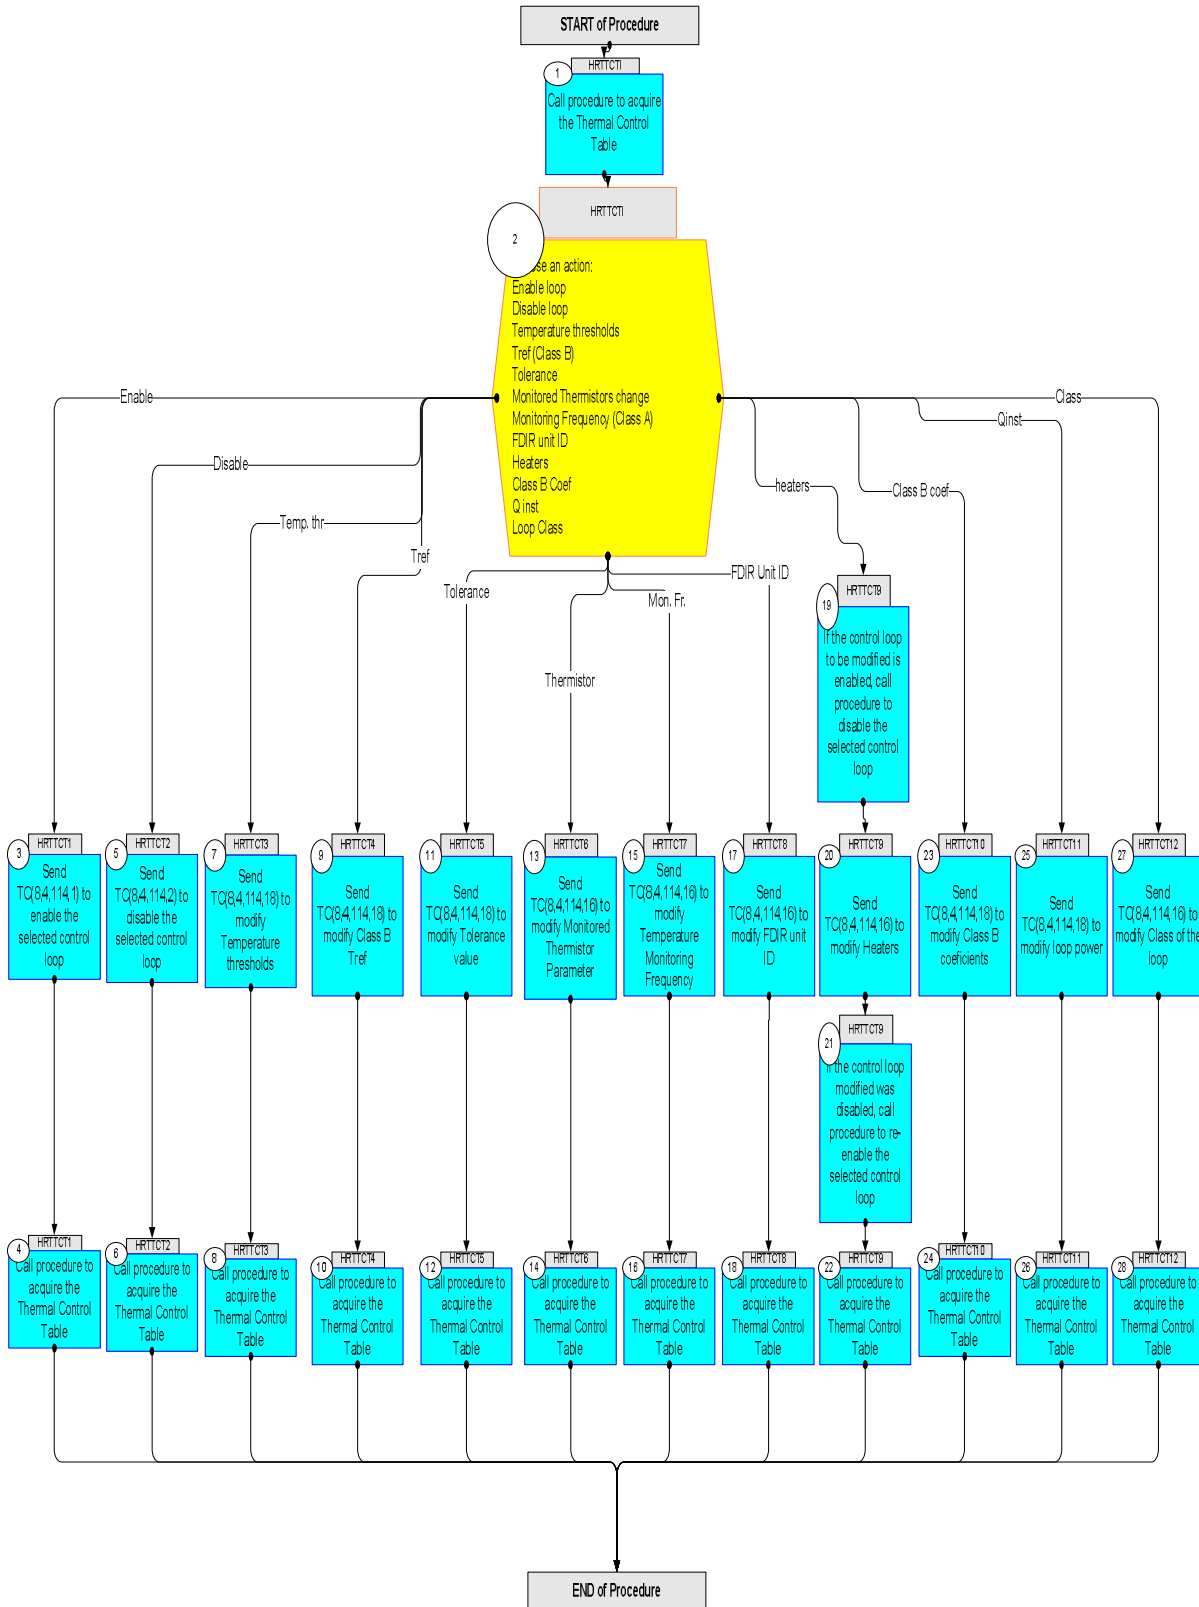 START of Procedure
HRTTCTI
1
Call procedure to acquire
the Thermal Control
Table
HRTTCTI
2
se an action:
Enable loop
Disable loop
Temperature thresholds
Tref (Class B)
Tolerance
Monitored Thermistors change
Monitoring Frequency (Class A)
FDIR unit ID
Heaters
Class B Coef
Q inst
Loop Class
Enable
Disable
Temp. thr
Tref
Tolerance
Thermistor
Mon. Fr.
FDIR Unit ID
heaters
Class B coef
Qinst
Class
HRTTCT9
19
If the control loop
to be modified is
enabled, call
procedure to
disable the
selected control
loop
HRTTCT1
3
Send
TC(8,4,114,1) to
enable the
selected control
loop
HRTTCT2
5
Send
TC(8,4,114,2) to
disable the
selected control
loop
HRTTCT3
7
Send
TC(8,4,114,18) to
modify
Temperature
thresholds
HRTTCT4
9
Send
TC(8,4,114,18) to
modify Class B
Tref
HRTTCT5
11
Send
TC(8,4,114,18) to
modify Tolerance
value
HRTTCT6
13
Send
TC(8,4,114,16) to
modify Monitored
Thermistor
Parameter
HRTTCT7
15
Send
TC(8,4,114,16) to
modify
Temperature
Monitoring
Frequency
HRTTCT8
17
Send
TC(8,4,114,16) to
modify FDIR unit
ID
HRTTCT9
20
Send
TC(8,4,114,16) to
modify Heaters
HRTTCT10
23
Send
TC(8,4,114,18) to
modify Class B
coeficients
HRTTCT11
25
Send
TC(8,4,114,18) to
modify loop power
HRTTCT12
27
Send
TC(8,4,114,16) to
modify Class of the
loop
HRTTCT9
21
If the control loop
modified was
disabled, call
procedure to re-
enable the
selected control
loop
HRTTCT1
4
Call procedure to
acquire the
Thermal Control
Table
HRTTCT2
6
Call procedure to
acquire the
Thermal Control
Table
HRTTCT3
8
Call procedure to
acquire the
Thermal Control
Table
HRTTCT4
10
Call procedure to
acquire the
Thermal Control
Table
HRTTCT5
12
Call procedure to
acquire the
Thermal Control
Table
HRTTCT6
14
Call procedure to
acquire the
Thermal Control
Table
HRTTCT7
16
Call procedure to
acquire the
Thermal Control
Table
HRTTCT8
18
Call procedure to
acquire the
Thermal Control
Table
HRTTCT9
22
Call procedure to
acquire the
Thermal Control
Table
HRTTCT10
24
Call procedure to
acquire the
Thermal Control
Table
HRTTCT11
26
Call procedure to
acquire the
Thermal Control
Table
HRTTCT12
28
Call procedure to
acquire the
Thermal Control
Table
END of Procedure